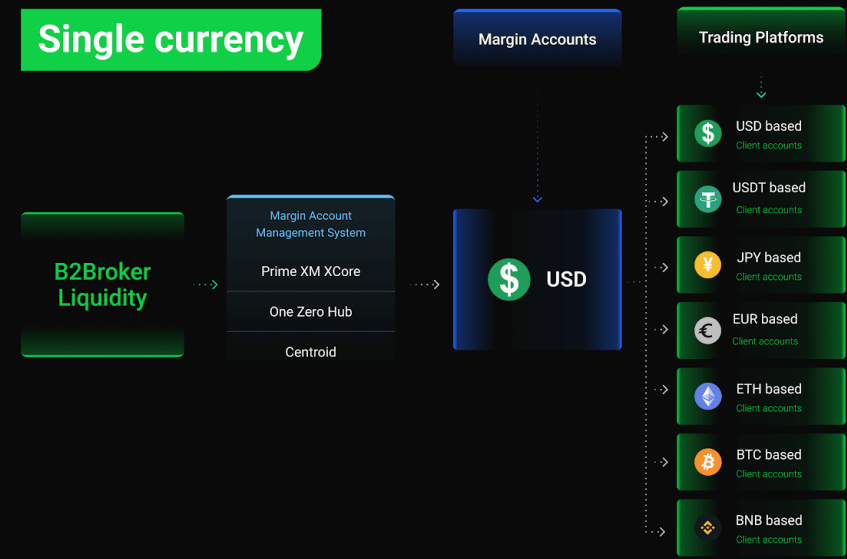 Single currency
Margin Accounts
Trading Platforms
B2Broker
Liquidity
Margin Account
Management System
Prime XM XCore
One Zero Hub
Centroid
USD
USD based
Client accounts
USDT based
Client accounts
JPY based
Client accounts
EUR based
Client accounts
ETH based
Client accounts
BTC based
Client accounts
BNB based
Client accounts